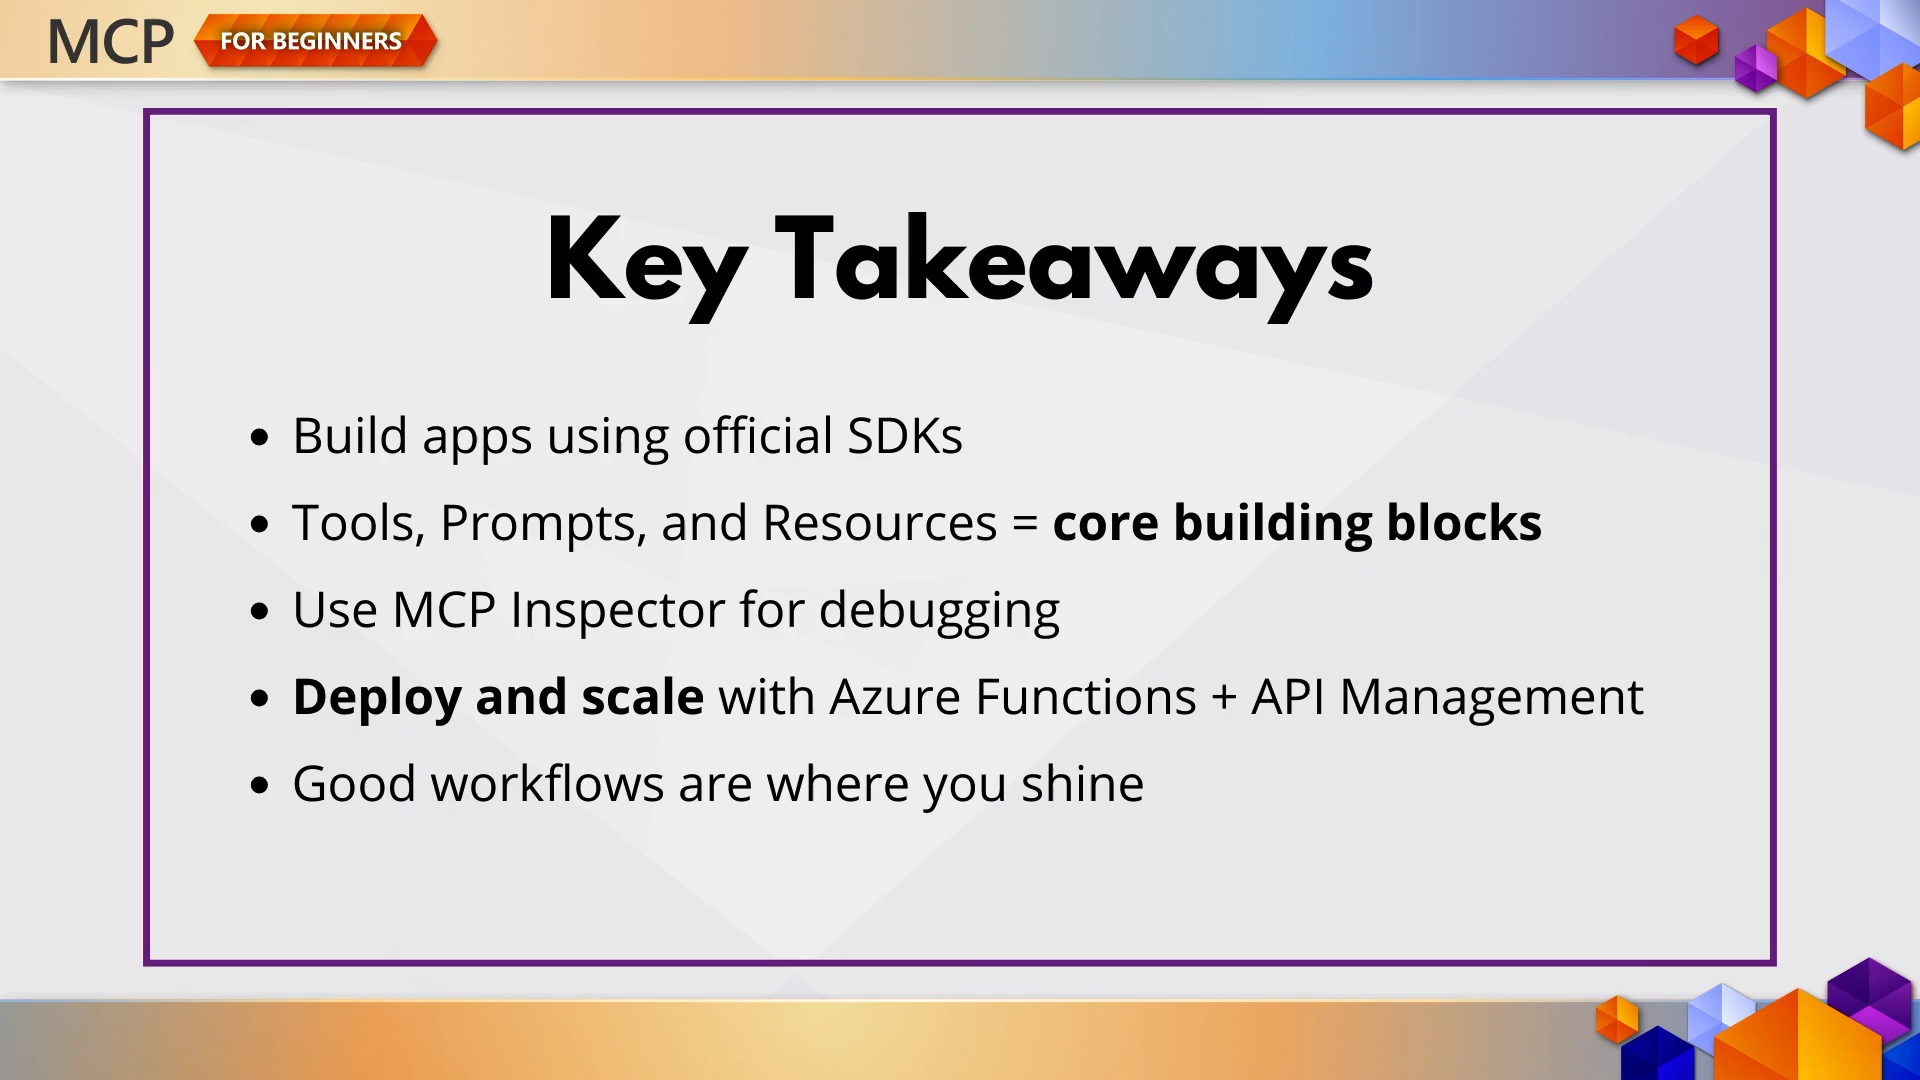 MCP FOR BEGINNERS
Key Takeaways
• Build apps using official SDKs
• Tools, Prompts, and Resources = core building blocks
• Use MCP Inspector for debugging
• Deploy and scale with Azure Functions + API Management
• Good workflows are where you shine